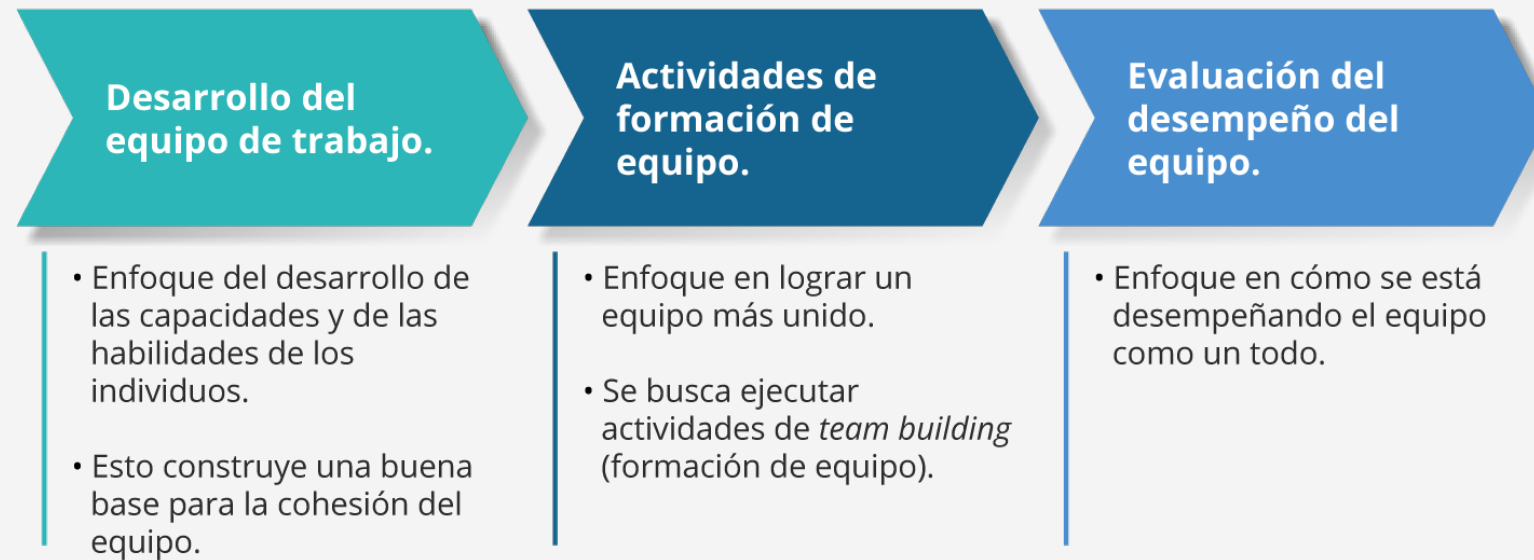 Desarrollo del
equipo de trabajo.
• Enfoque del desarrollo de
las capacidades y de las
habilidades de los
individuos.
• Esto construye una buena
base para la cohesión del
equipo.
Actividades de
formación de
equipo.
• Enfoque en lograr un
equipo más unido.
• Se busca ejecutar
actividades de team building
(formación de equipo).
Evaluación del
desempeño del
equipo.
• Enfoque en cómo se está
desempeñando el equipo
como un todo.